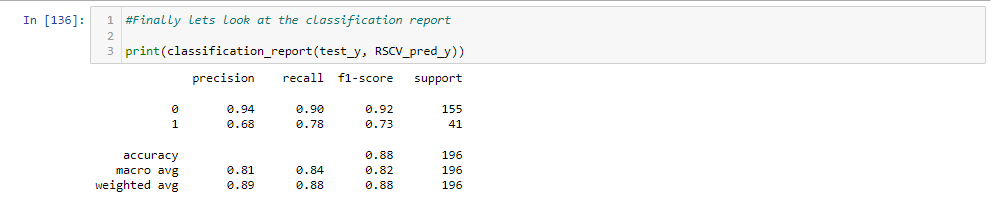 In [136]:
1 #Finally lets look at the classification report
2
3 print(classification_report(test_y, RSCV_pred_y))
precision recall f1-score support
0 0.94 0.90 0.92 155
1 0.68 0.78 0.73 41
accuracy 0.88 196
macro avg 0.81 0.84 0.82 196
weighted avg 0.89 0.88 0.88 196